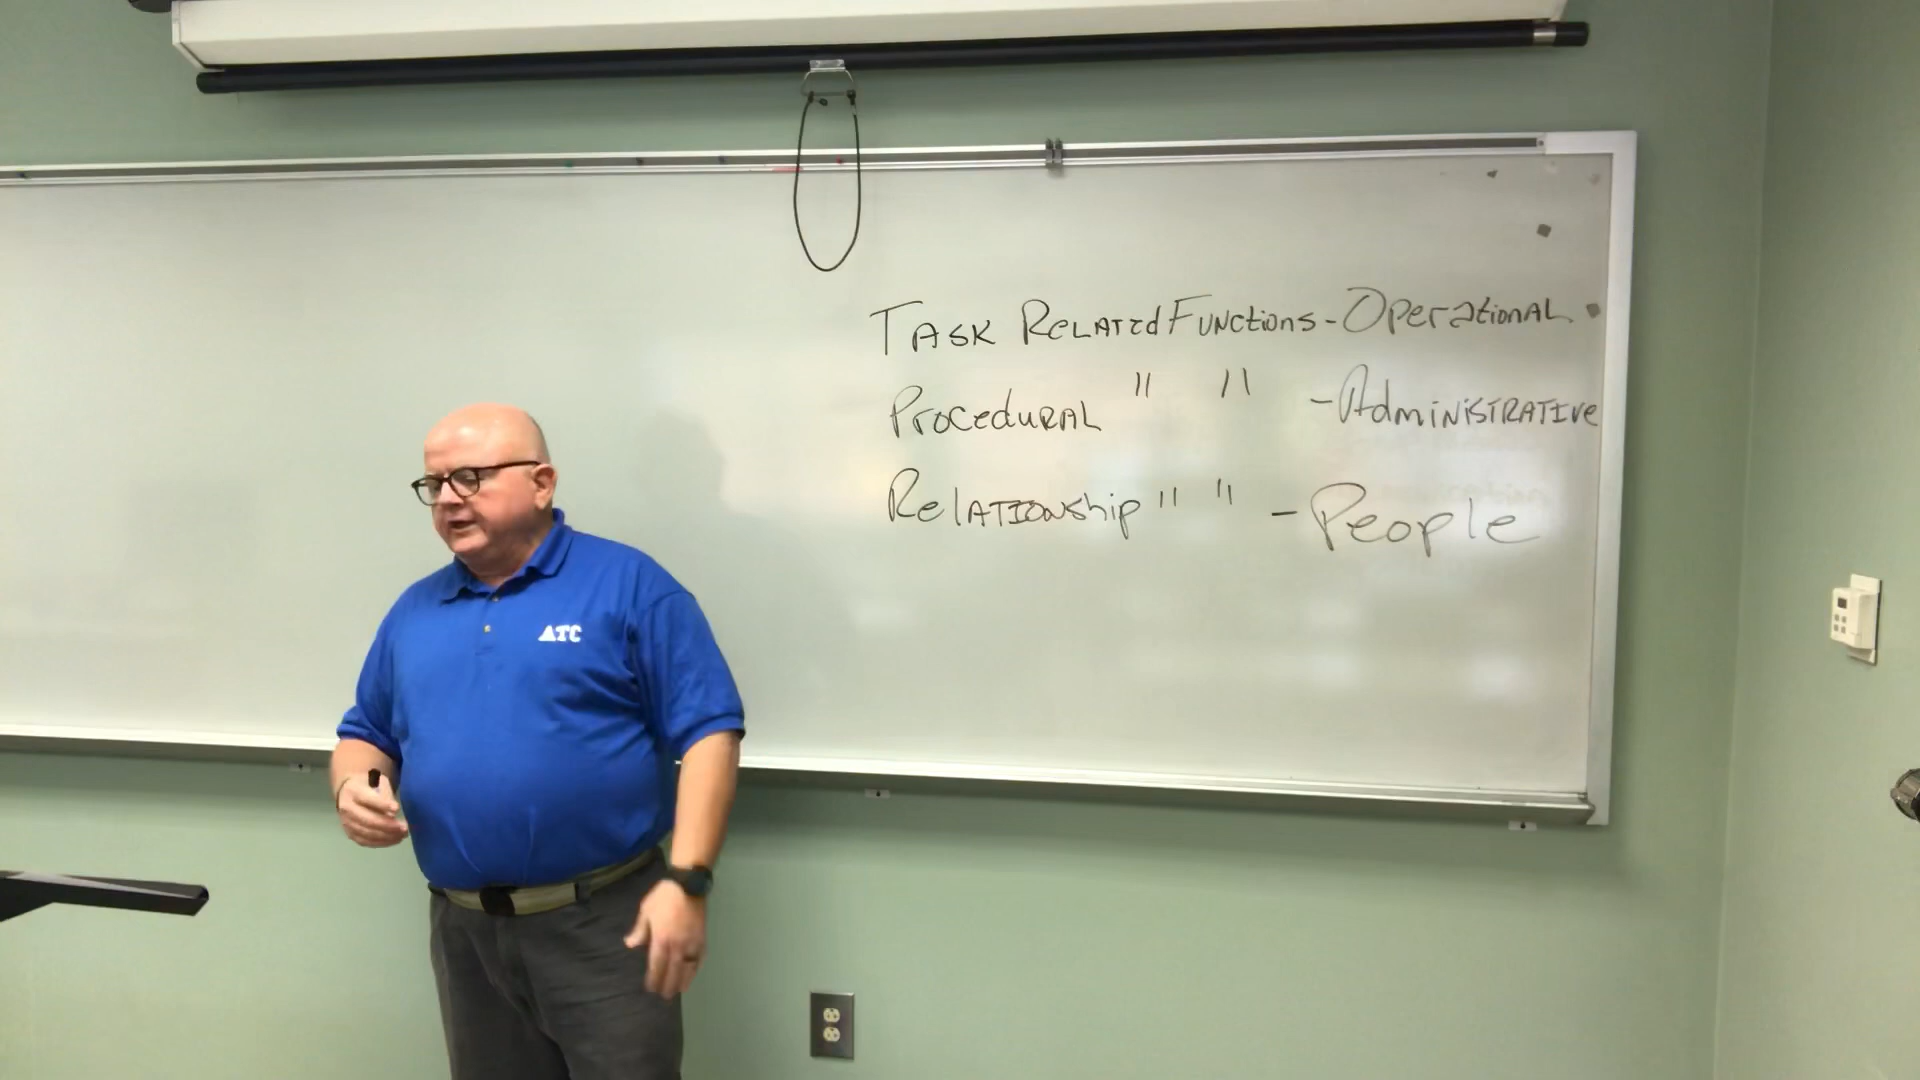 Task Related Functions - Operational
Procedural " " - Administrative
Relationship " " - People
ATC